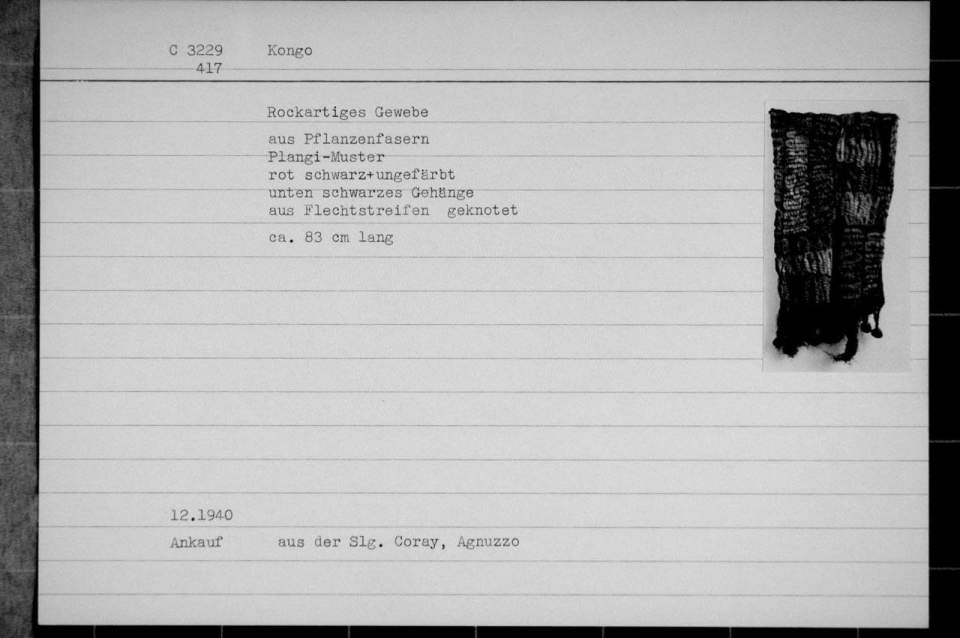 C 3229 Kongo
417
Rockartiges Gewebe
aus Pflanzenfasern
Plangi-Muster
rot schwarz+ungefärbt
unten schwarzes Gehänge
aus Flechtstreifen geknotet
ca. 83 cm lang
12.1940
Ankauf aus der Slg. Coray, Agnuzzo